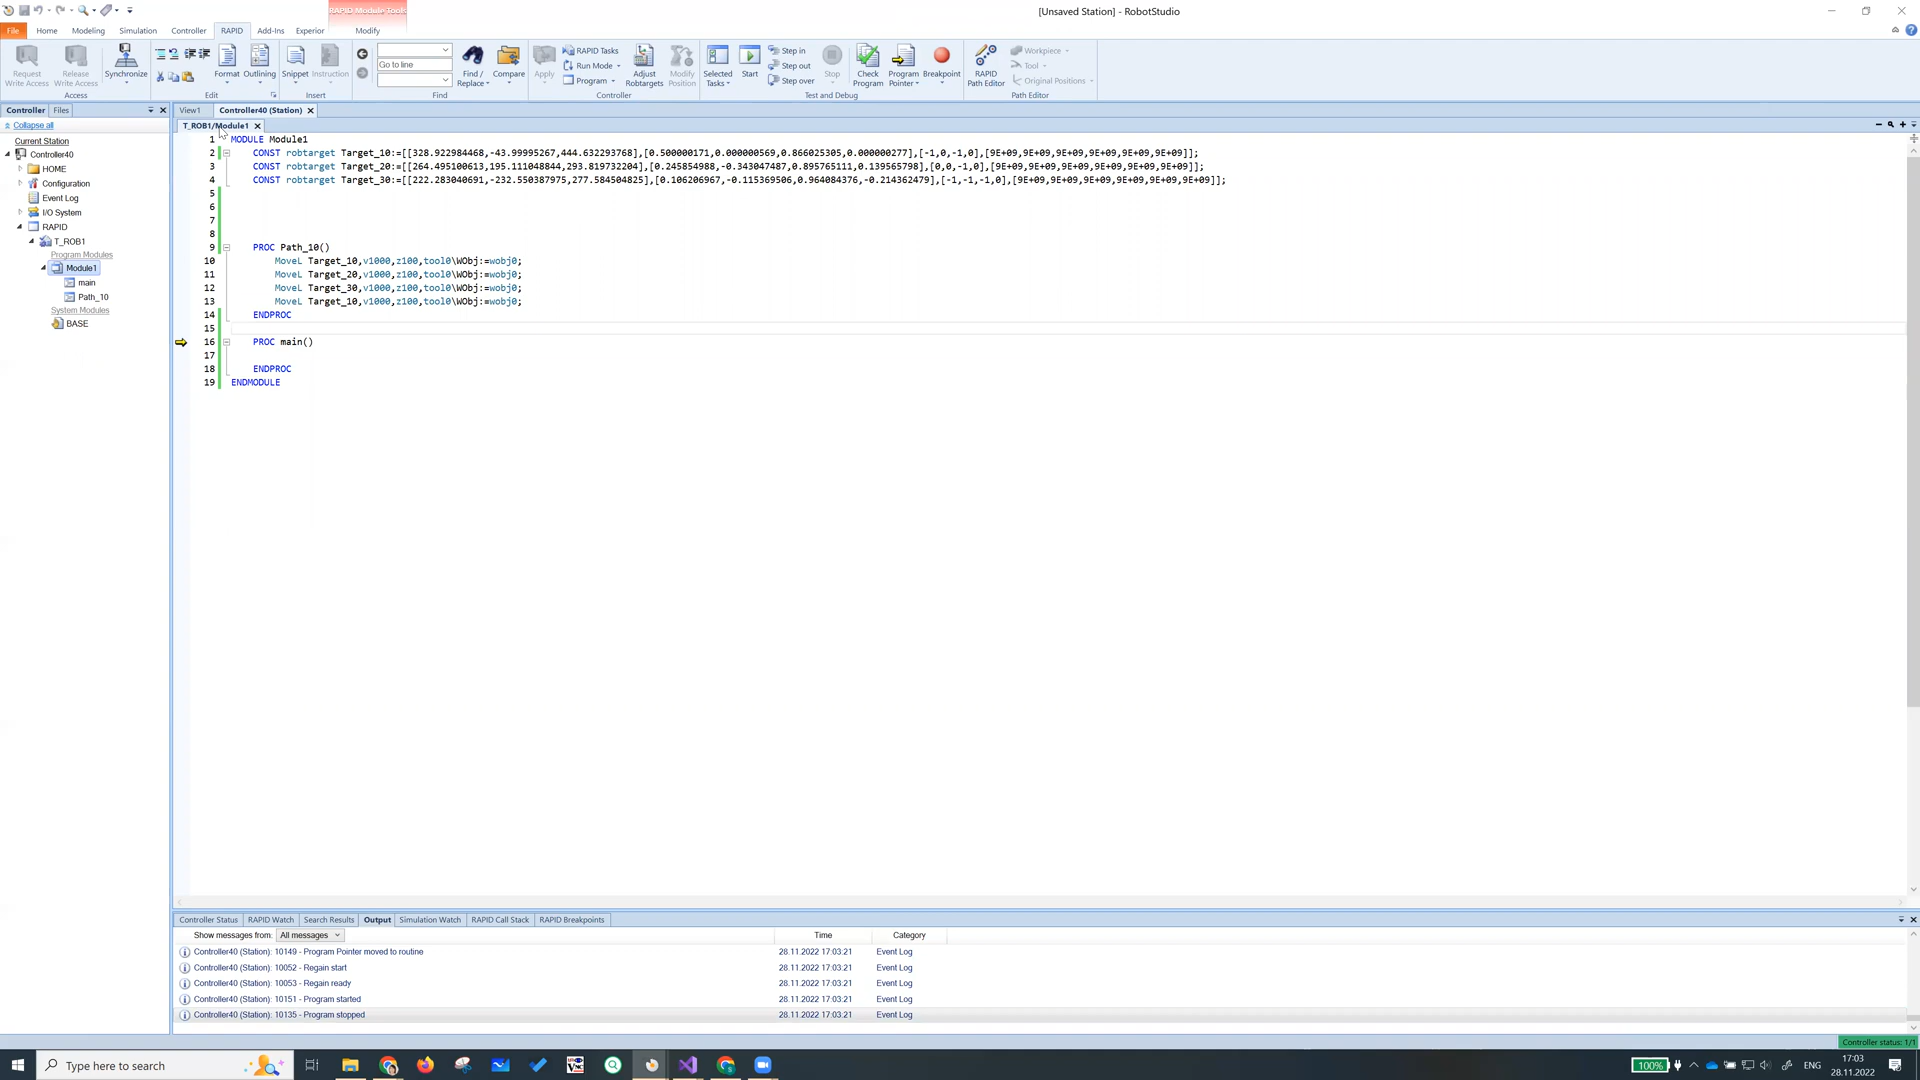 RAPID Module Tools
[Unsaved Station] - RobotStudio
File Home Modeling Simulation Controller RAPID Add-Ins Experior Modify
Request Write Access
Release Write Access
Synchronize
Format
Outlining
Snippet
Instruction
Go to line
Find / Replace
Compare
Apply
RAPID Tasks
Run Mode
Program
Adjust Robtargets
Modify Position
Selected Tasks
Start
Step in
Step out
Step over
Stop
Check Program
Program Pointer
Breakpoint
RAPID Path Editor
Workpiece
Tool
Original Positions
Access Edit Insert Find Controller Test and Debug Path Editor
Controller Files
Collapse all
Current Station
Controller40
HOME
Configuration
Event Log
I/O System
RAPID
T_ROB1
Program Modules
Module1
main
Path_10
System Modules
BASE
View1 Controller40 (Station)
T_ROB1/Module1
1 MODULE Module1
2 CONST robtarget Target_10:=[[328.922984468,-43.99995267,444.632293768],[0.500000171,0.000000569,0.866025305,0.000000277],[-1,0,-1,0],[9E+09,9E+09,9E+09,9E+09,9E+09,9E+09]];
3 CONST robtarget Target_20:=[[264.495100613,195.111048844,293.819732204],[0.245854988,-0.343047487,0.895765111,0.139565798],[0,0,-1,0],[9E+09,9E+09,9E+09,9E+09,9E+09,9E+09]];
4 CONST robtarget Target_30:=[[222.283040691,-232.550387975,277.584504825],[0.106206967,-0.115369506,0.964084376,-0.214362479],[-1,-1,-1,0],[9E+09,9E+09,9E+09,9E+09,9E+09,9E+09]];
5
6
7
8
9 PROC Path_10()
10 MoveL Target_10,v1000,z100,tool0\WObj:=wobj0;
11 MoveL Target_20,v1000,z100,tool0\WObj:=wobj0;
12 MoveL Target_30,v1000,z100,tool0\WObj:=wobj0;
13 MoveL Target_10,v1000,z100,tool0\WObj:=wobj0;
14 ENDPROC
15
16 PROC main()
17
18 ENDPROC
19 ENDMODULE
Controller Status RAPID Watch Search Results Output Simulation Watch RAPID Call Stack RAPID Breakpoints
Show messages from: All messages Time Category
Controller40 (Station): 10149 - Program Pointer moved to routine 28.11.2022 17:03:21 Event Log
Controller40 (Station): 10052 - Regain start 28.11.2022 17:03:21 Event Log
Controller40 (Station): 10053 - Regain ready 28.11.2022 17:03:21 Event Log
Controller40 (Station): 10151 - Program started 28.11.2022 17:03:21 Event Log
Controller40 (Station): 10135 - Program stopped 28.11.2022 17:03:21 Event Log
Controller status: 1/1
Type here to search
100%
ENG
17:03
28.11.2022